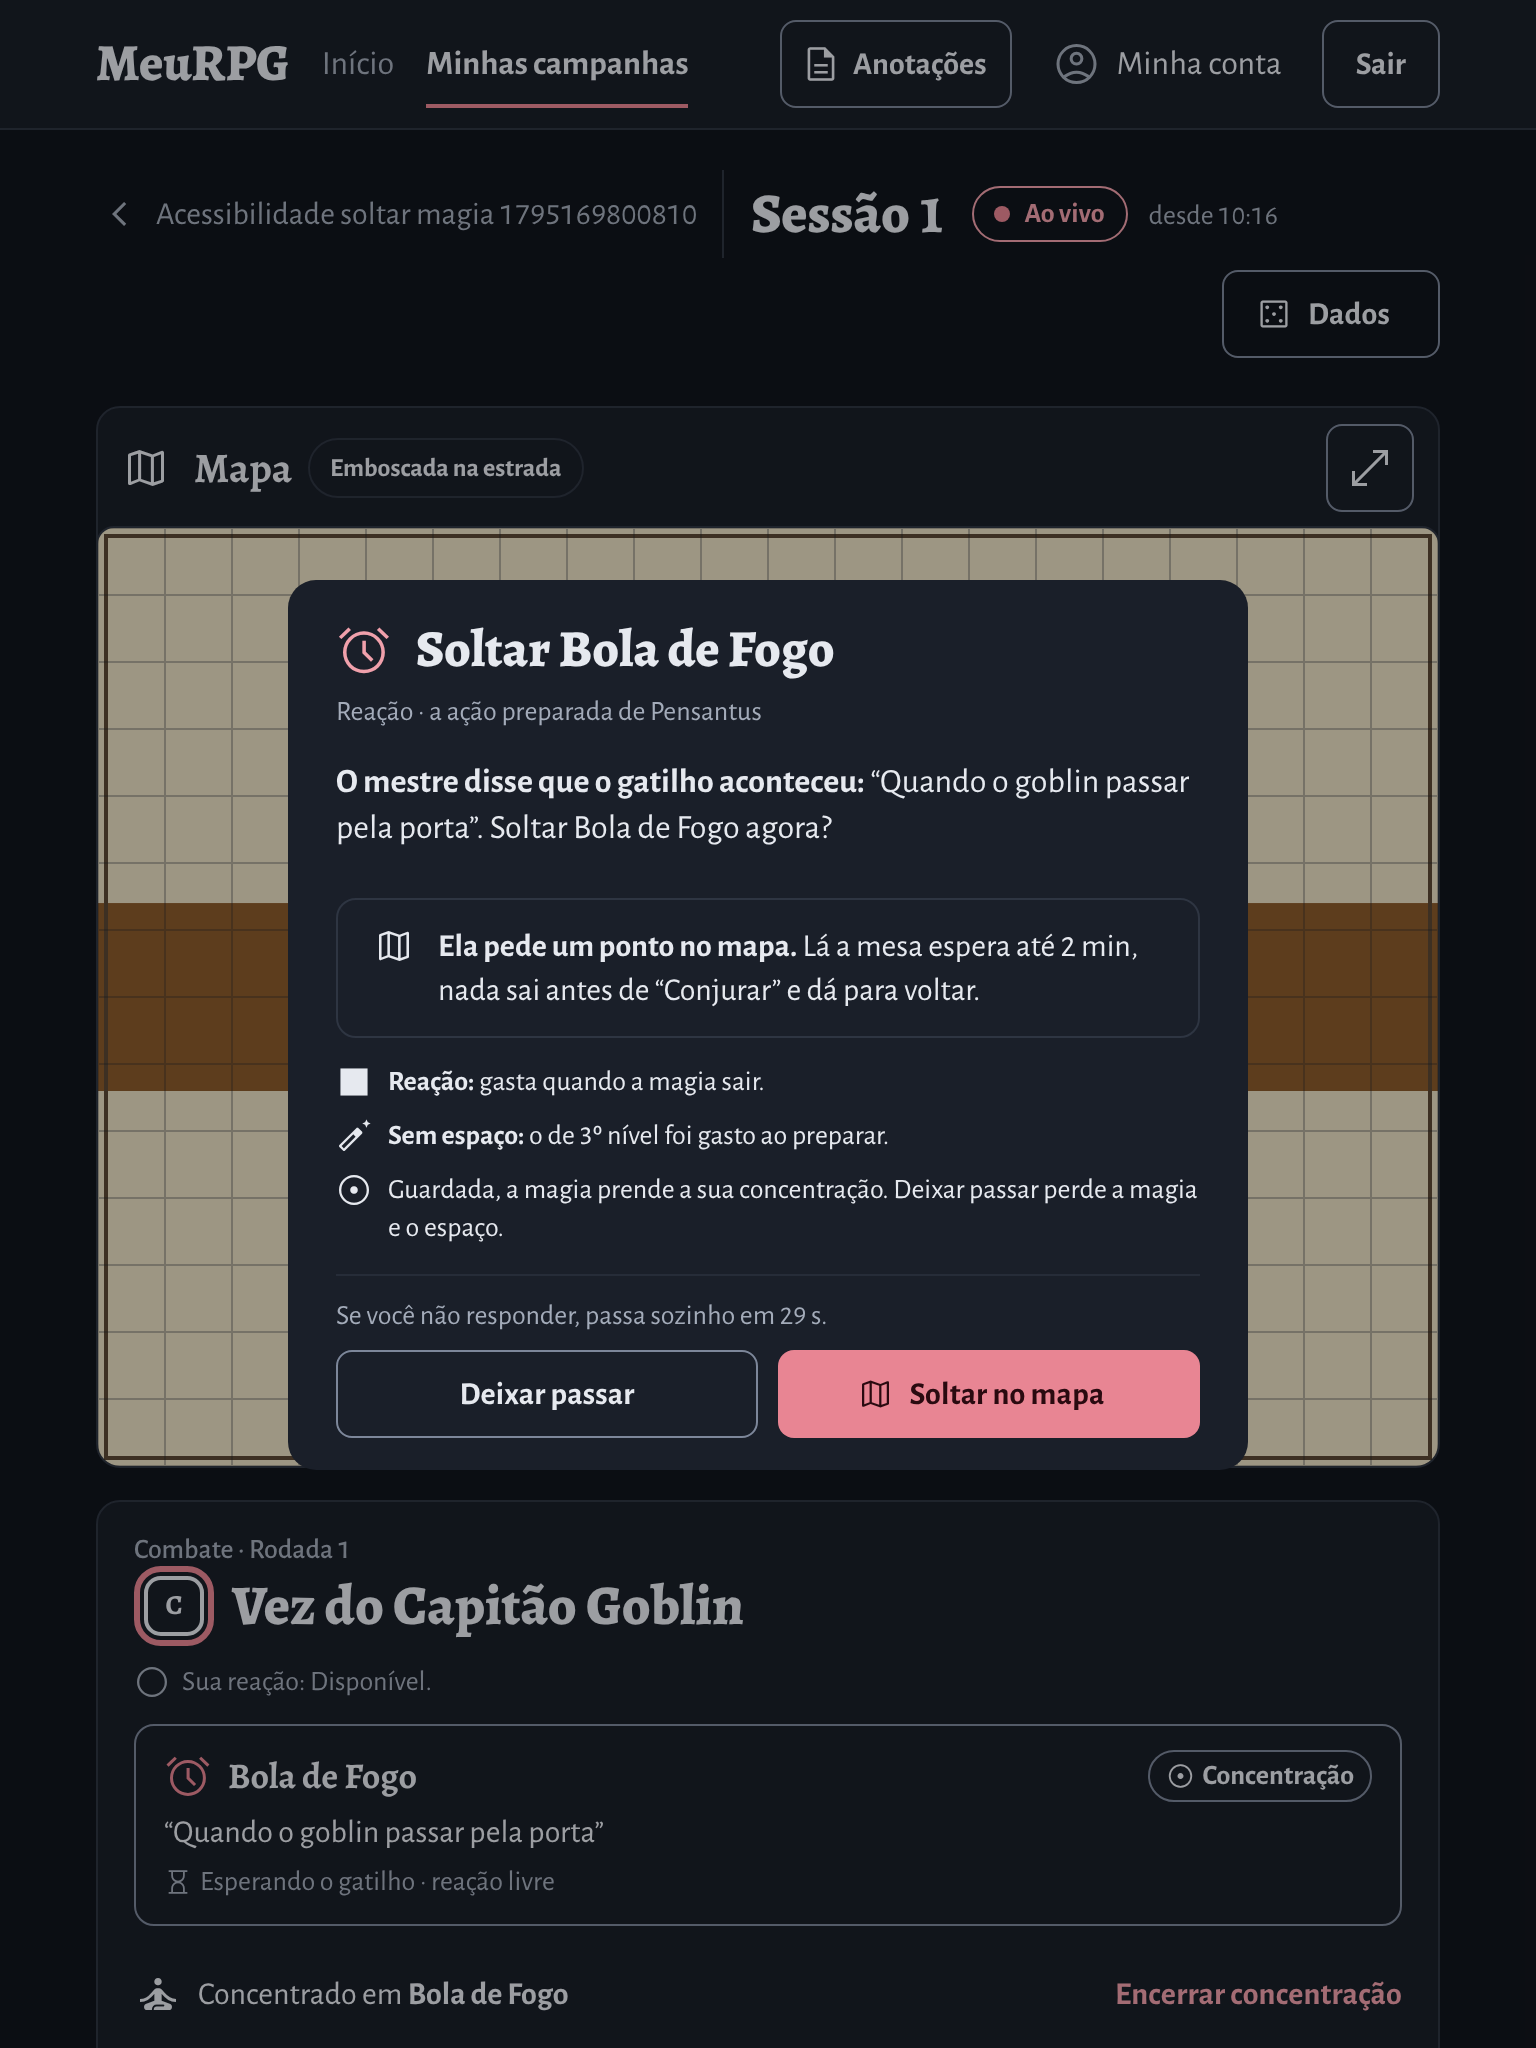 MeuRPG
Início
Minhas campanhas
Anotações
Minha conta
Sair
Acessibilidade soltar magia 1795169800810
Sessão 1
Ao vivo
desde 10:16
Dados
Mapa
Emboscada na estrada
Soltar Bola de Fogo
Reação · a ação preparada de Pensantus
O mestre disse que o gatilho aconteceu: “Quando o goblin passar
pela porta”. Soltar Bola de Fogo agora?
Ela pede um ponto no mapa. Lá a mesa espera até 2 min,
nada sai antes de “Conjurar” e dá para voltar.
Reação: gasta quando a magia sair.
Sem espaço: o de 3º nível foi gasto ao preparar.
Guardada, a magia prende a sua concentração. Deixar passar perde a magia
e o espaço.
Se você não responder, passa sozinho em 29 s.
Deixar passar
Soltar no mapa
Combate · Rodada 1
C
Vez do Capitão Goblin
Sua reação: Disponível.
Bola de Fogo
Concentração
“Quando o goblin passar pela porta”
Esperando o gatilho · reação livre
Concentrado em Bola de Fogo
Encerrar concentração